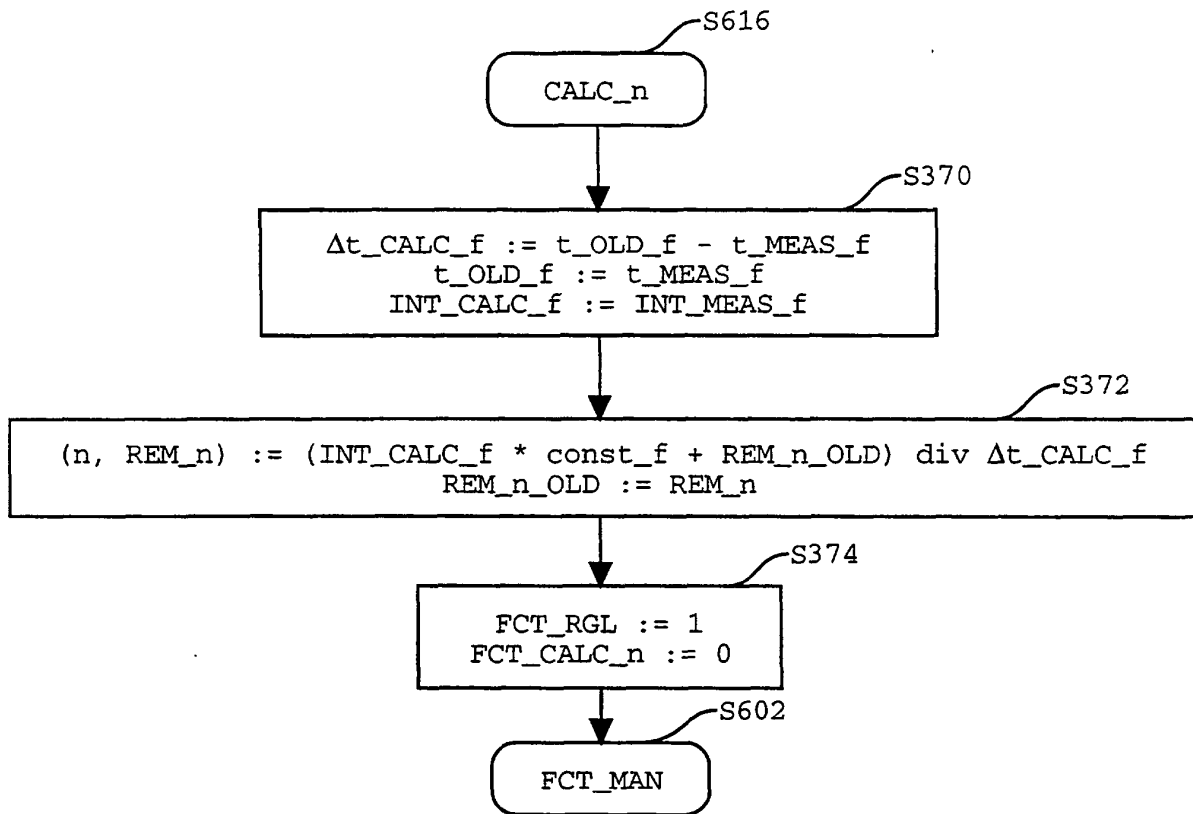 S616
CALC_n
S370
Δt_CALC_f := t_OLD_f - t_MEAS_f
t_OLD_f := t_MEAS_f
INT_CALC_f := INT_MEAS_f
S372
(n, REM_n) := (INT_CALC_f * const_f + REM_n_OLD) div Δt_CALC_f
REM_n_OLD := REM_n
S374
FCT_RGL := 1
FCT_CALC_n := 0
S602
FCT_MAN